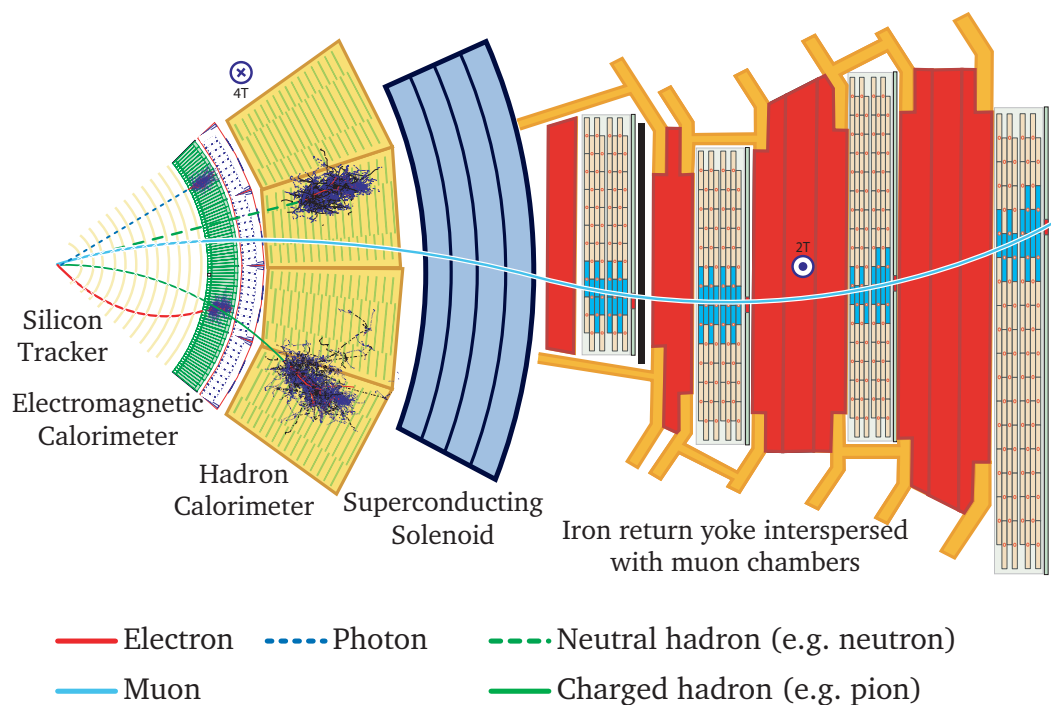 4T
2T
Silicon
Tracker
Electromagnetic
Calorimeter
Hadron
Calorimeter
Superconducting
Solenoid
Iron return yoke interspersed
with muon chambers
Electron
Photon
Neutral hadron (e.g. neutron)
Muon
Charged hadron (e.g. pion)